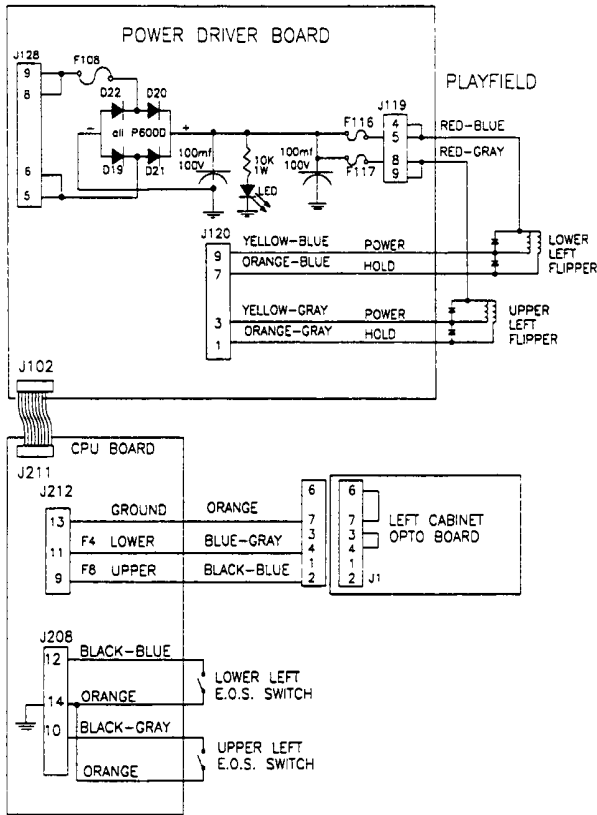 POWER DRIVER BOARD
J128
F108
9
8
6
5
D22 D20
- all P600D +
D19 D21
100mf
100V
10K
1W
LED
100mf
100V
F116
F117
J119
4
5
8
9
PLAYFIELD
RED-BLUE
RED-GRAY
J120
9 YELLOW-BLUE POWER
7 ORANGE-BLUE HOLD
3 YELLOW-GRAY POWER
1 ORANGE-GRAY HOLD
LOWER
LEFT
FLIPPER
UPPER
LEFT
FLIPPER
J102
J211
CPU BOARD
J212
13 GROUND ORANGE
11 F4 LOWER BLUE-GRAY
9 F8 UPPER BLACK-BLUE
6
7
3
4
1
2
6
7
3
4
1
2
J1
LEFT CABINET
OPTO BOARD
J208
12 BLACK-BLUE
14 ORANGE
10 BLACK-GRAY
ORANGE
LOWER LEFT
E.O.S. SWITCH
UPPER LEFT
E.O.S. SWITCH